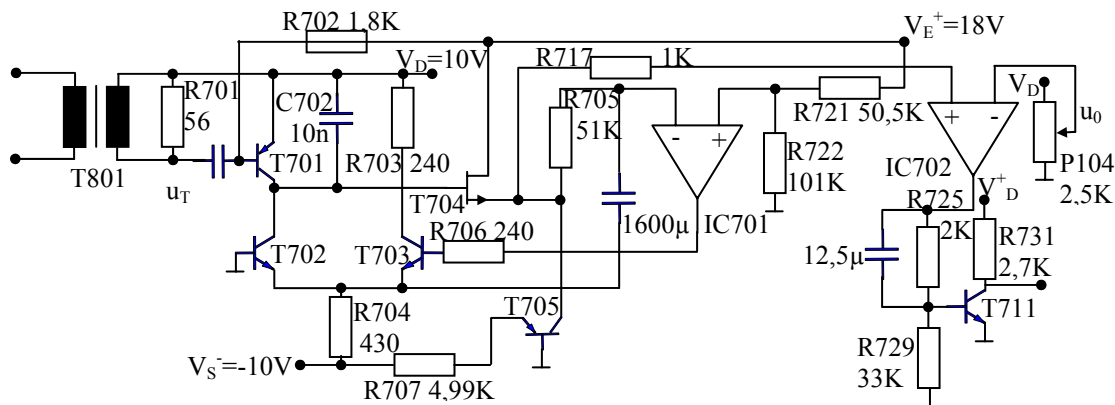 R702 1,8K
V_E^+=18V
V_D=10V
R717
1K
R701
56
C702
10n
R705
51K
R721 50,5K
V_D
u_0
T701
R703 240
+
-
-
+
R722
101K
IC702
P104
2,5K
T801
u_T
T704
R725
V_D^+
R706 240
1600μ
IC701
2K
R731
T702
T703
12,5μ
2,7K
T705
T711
R704
430
R729
33K
V_S^-=-10V
R707 4,99K